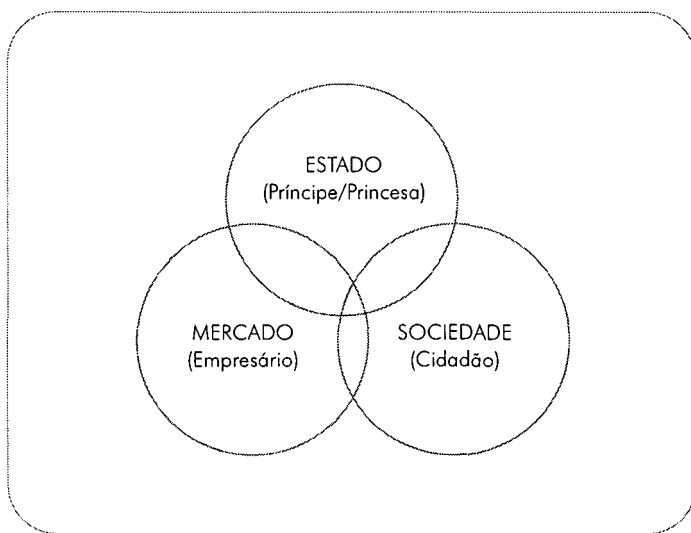 ESTADO
(Príncipe/Princesa)
MERCADO
(Empresário)
SOCIEDADE
(Cidadão)